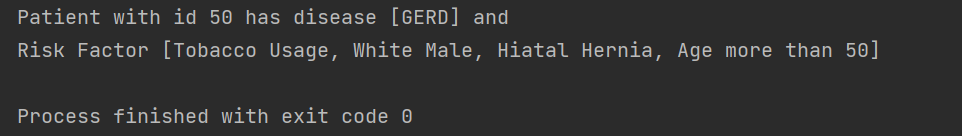 Patient with id 50 has disease [GERD] and
Risk Factor [Tobacco Usage, White Male, Hiatal Hernia, Age more than 50]
Process finished with exit code 0